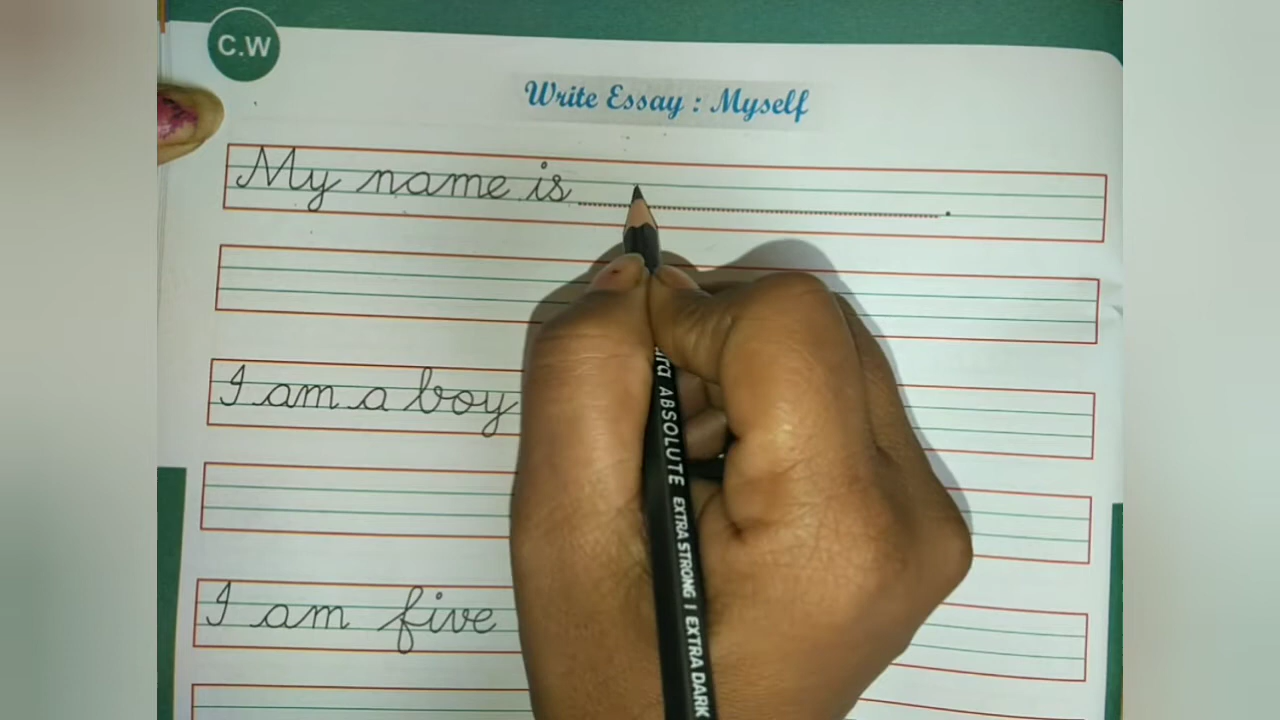 C.W
Write Essay : Myself
My name is ........................ .
I am a boy
I am five
ABSOLUTE EXTRA STRONG I EXTRA DARK